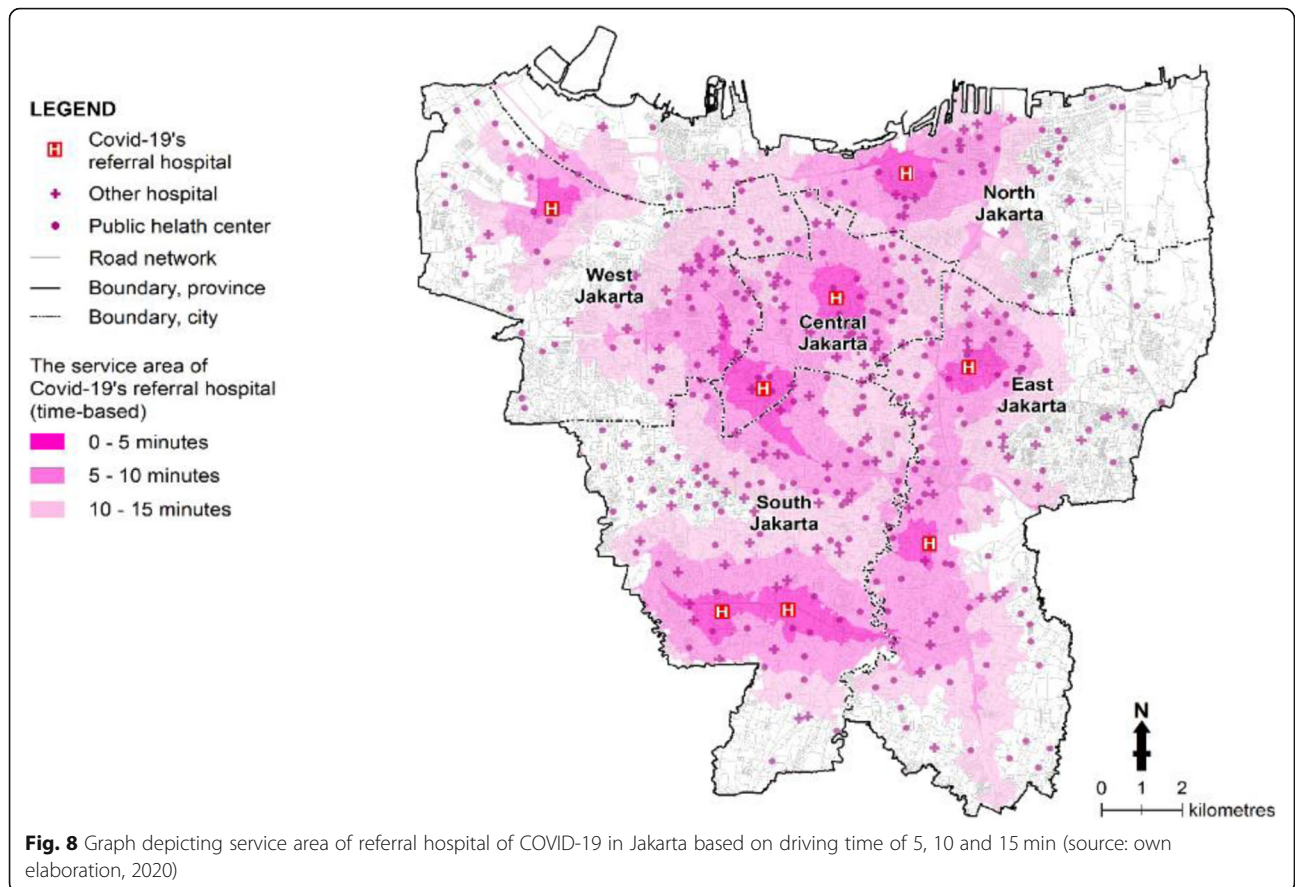 LEGEND
Covid-19's
referral hospital
Other hospital
Public helath center
Road network
Boundary, province
Boundary, city
The service area of
Covid-19's referral hospital
(time-based)
0 - 5 minutes
5 - 10 minutes
10 - 15 minutes
H
H
North
Jakarta
H
West
Jakarta
H
Central
Jakarta
H
East
Jakarta
H
South
Jakarta
H
H
H
N
0 1 2
kilometres
Fig. 8 Graph depicting service area of referral hospital of COVID-19 in Jakarta based on driving time of 5, 10 and 15 min (source: own
elaboration, 2020)